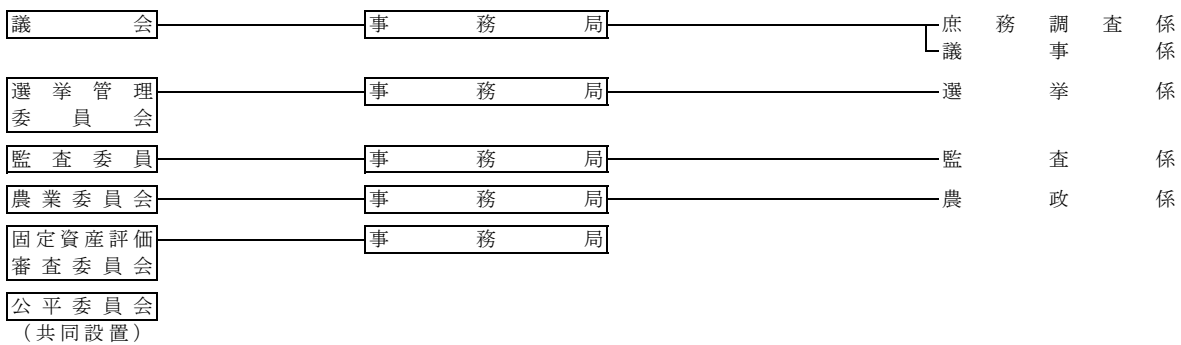 議会 事務局 庶務調査係
議事係
選挙管理 事務局 選挙係
委員会
監査委員 事務局 監査係
農業委員会 事務局 農政係
固定資産評価 事務局
審査委員会
公平委員会
（共同設置）